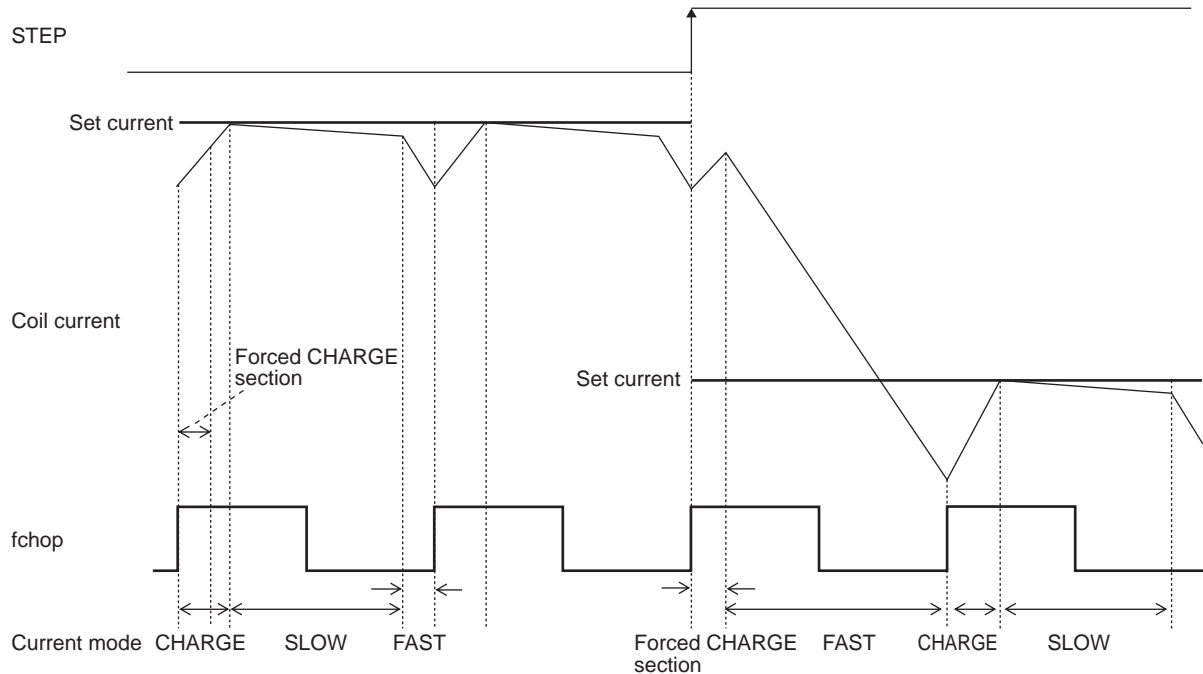 STEP
Set current
Coil current
Forced CHARGE
section
Set current
fchop
Current mode CHARGE SLOW FAST Forced CHARGE FAST CHARGE SLOW
section